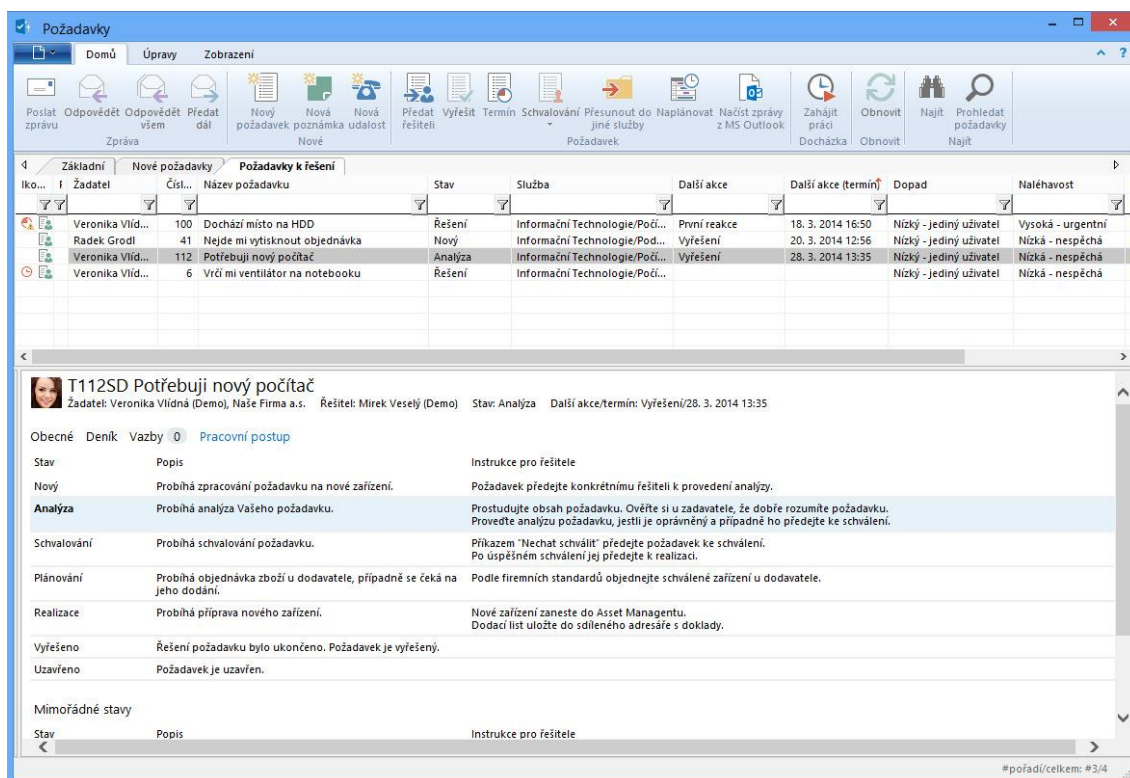 Požadavky
Domů Úpravy Zobrazení
Poslat zprávu Odpovědět Odpovědět všem Předat dál Nový požadavek Nová poznámka Nová událost Předat řešiteli Vyřešit Termín Schvalování Přesunout do jiné služby Naplánovat Načíst zprávy z MS Outlook Zahájit práci Obnovit Najít Prohledat požadavky
Zpráva Nové Požadavek Docházka Obnovit Najít
Základní Nové požadavky Požadavky k řešení
Iko... Žadatel Čísl... Název požadavku Stav Služba Další akce Další akce (termín) Dopad Naléhavost
Veronika Vlíd... 100 Dochází místo na HDD Řešení Informační Technologie/Počí... První reakce 18. 3. 2014 16:50 Nízký - jediný uživatel Vysoká - urgentní
Radek Grodl 41 Nejde mi vytisknout objednávka Nový Informační Technologie/Pod... Vyřešení 20. 3. 2014 12:56 Nízký - jediný uživatel Nízká - nespěchá
Veronika Vlíd... 112 Potřebuji nový počítač Analýza Informační Technologie/Počí... Vyřešení 28. 3. 2014 13:35 Nízký - jediný uživatel Nízká - nespěchá
Veronika Vlíd... 6 Vrčí mi ventilátor na notebooku Řešení Informační Technologie/Počí... Nízký - jediný uživatel Nízká - nespěchá
T112SD Potřebuji nový počítač
Žadatel: Veronika Vlídná (Demo), Naše Firma a.s. Řešitel: Mirek Veselý (Demo) Stav: Analýza Další akce/termín: Vyřešení/28. 3. 2014 13:35
Obecné Deník Vazby 0 Pracovní postup
Stav Popis Instrukce pro řešitele
Nový Probíhá zpracování požadavku na nové zařízení. Požadavek předejte konkrétnímu řešiteli k provedení analýzy.
Analýza Probíhá analýza Vašeho požadavku. Prostudujte obsah požadavku. Ověřte si u zadavatele, že dobře rozumíte požadavku.
Proveďte analýzu požadavku, jestli je oprávněný a případně ho předejte ke schválení.
Schvalování Probíhá schvalování požadavku. Příkazem "Nechat schválit" předejte požadavek ke schválení.
Po úspěšném schválení jej předejte k realizaci.
Plánování Probíhá objednávka zboží u dodavatele, případně se čeká na Podle firemních standardů objednejte schválené zařízení u dodavatele.
jeho dodání.
Realizace Probíhá příprava nového zařízení. Nové zařízení zaneste do Asset Managentu.
Dodací list uložte do sdíleného adresáře s doklady.
Vyřešeno Řešení požadavku bylo ukončeno. Požadavek je vyřešený.
Uzavřeno Požadavek je uzavřen.
Mimořádné stavy
Stav Popis Instrukce pro řešitele
#pořadí/celkem: #3/4